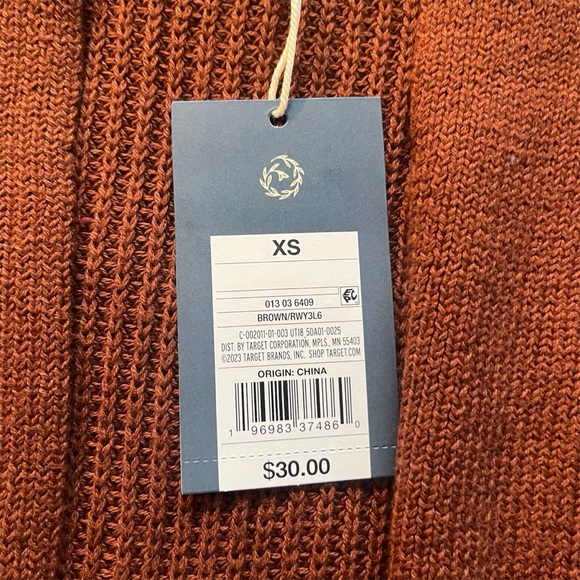 XS
013 03 6409
BROWN/RWY3L6
C-002011-01-003 UT18_50A01-0025
DIST. BY TARGET CORPORATION, MPLS., MN 55403
©2023 TARGET BRANDS, INC. SHOP TARGET.COM
ORIGIN: CHINA
1 96983 37486 0
$30.00